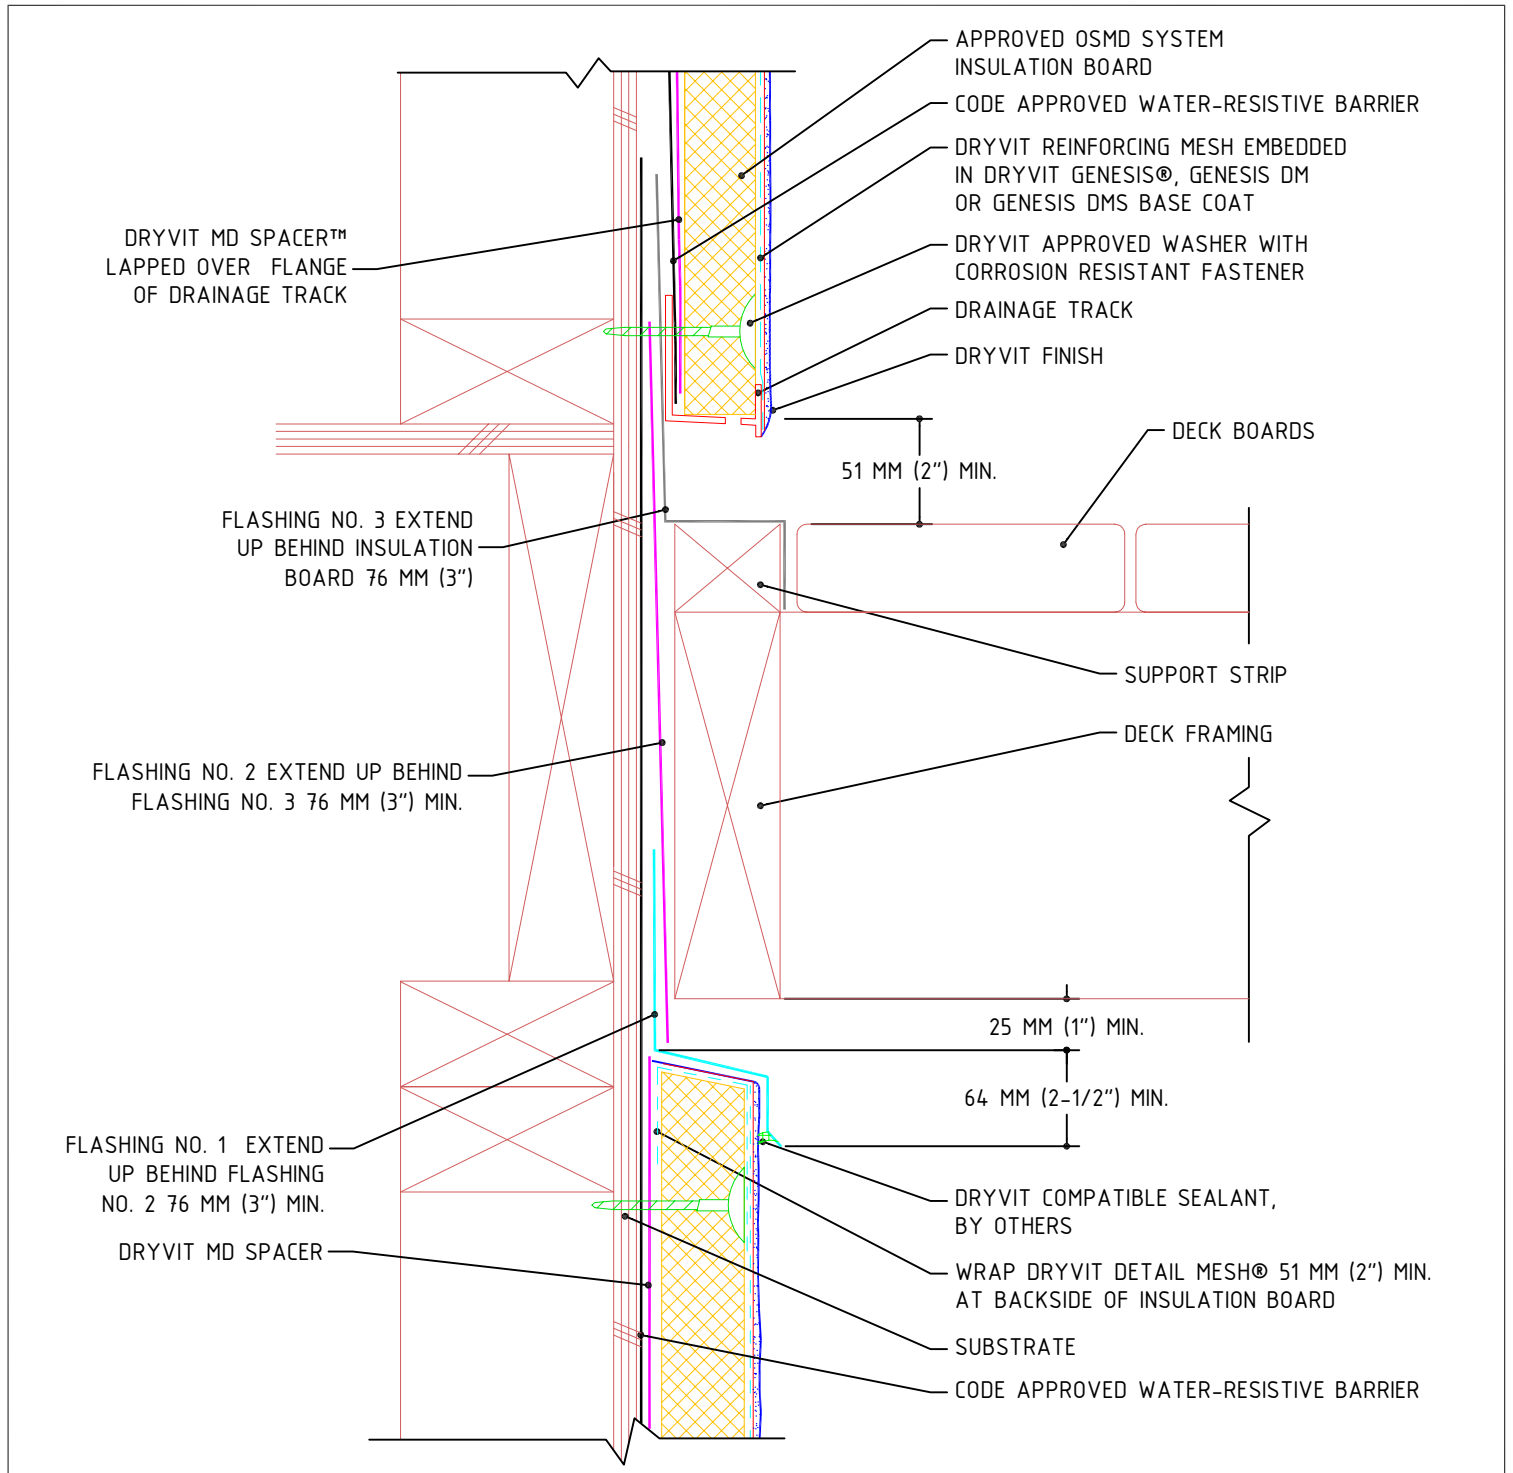 APPROVED OSMD SYSTEM
INSULATION BOARD
CODE APPROVED WATER-RESISTIVE BARRIER
DRYVIT REINFORCING MESH EMBEDDED
IN DRYVIT GENESIS®, GENESIS DM
OR GENESIS DMS BASE COAT
DRYVIT MD SPACER™
LAPPED OVER FLANGE
OF DRAINAGE TRACK
DRYVIT APPROVED WASHER WITH
CORROSION RESISTANT FASTENER
DRAINAGE TRACK
DRYVIT FINISH
DECK BOARDS
51 MM (2") MIN.
FLASHING NO. 3 EXTEND
UP BEHIND INSULATION
BOARD 76 MM (3")
SUPPORT STRIP
DECK FRAMING
FLASHING NO. 2 EXTEND UP BEHIND
FLASHING NO. 3 76 MM (3") MIN.
25 MM (1") MIN.
64 MM (2-1/2") MIN.
FLASHING NO. 1 EXTEND
UP BEHIND FLASHING
NO. 2 76 MM (3") MIN.
DRYVIT MD SPACER
DRYVIT COMPATIBLE SEALANT,
BY OTHERS
WRAP DRYVIT DETAIL MESH® 51 MM (2") MIN.
AT BACKSIDE OF INSULATION BOARD
SUBSTRATE
CODE APPROVED WATER-RESISTIVE BARRIER